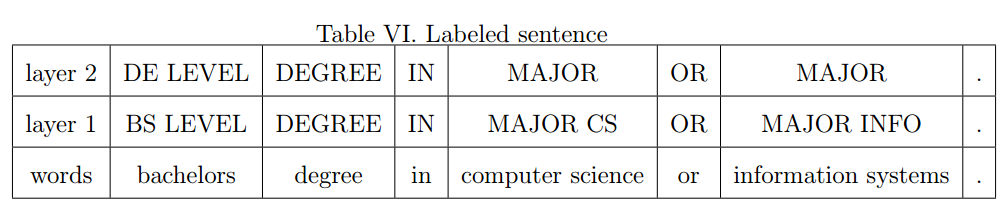 Table VI. Labeled sentence
layer 2 DE LEVEL DEGREE IN MAJOR OR MAJOR .
layer 1 BS LEVEL DEGREE IN MAJOR CS OR MAJOR INFO .
words bachelors degree in computer science or information systems .